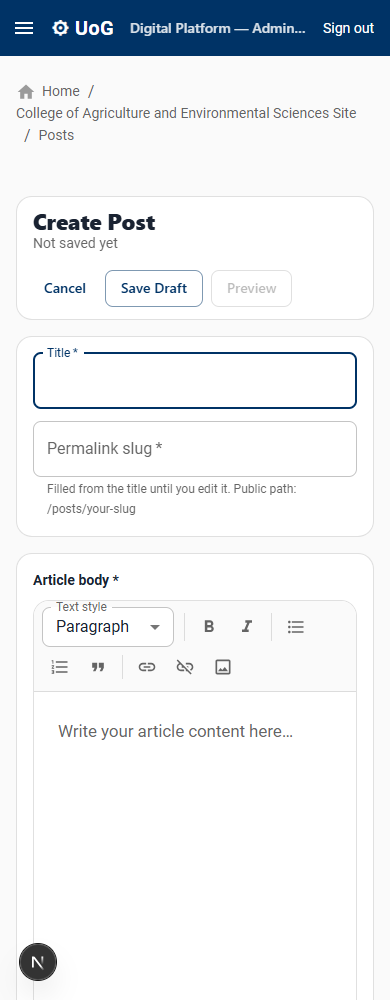 UoG
Digital Platform — Admin...
Sign out
Home /
College of Agriculture and Environmental Sciences Site
/ Posts
Create Post
Not saved yet
Cancel
Save Draft
Preview
Title *
Permalink slug *
Filled from the title until you edit it. Public path:
/posts/your-slug
Article body *
Text style
Paragraph
B
I
Write your article content here...
N